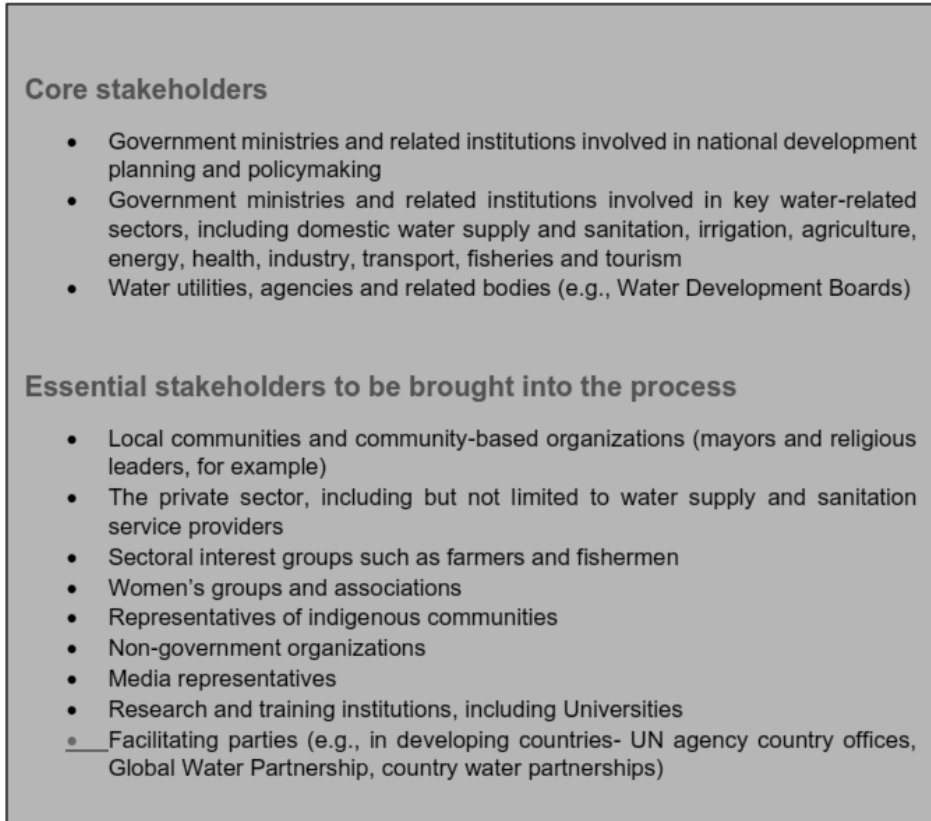 Core stakeholders
• Government ministries and related institutions involved in national development
planning and policymaking
• Government ministries and related institutions involved in key water-related
sectors, including domestic water supply and sanitation, irrigation, agriculture,
energy, health, industry, transport, fisheries and tourism
• Water utilities, agencies and related bodies (e.g., Water Development Boards)
Essential stakeholders to be brought into the process
• Local communities and community-based organizations (mayors and religious
leaders, for example)
• The private sector, including but not limited to water supply and sanitation
service providers
• Sectoral interest groups such as farmers and fishermen
• Women's groups and associations
• Representatives of indigenous communities
• Non-government organizations
• Media representatives
• Research and training institutions, including Universities
• Facilitating parties (e.g., in developing countries- UN agency country offices,
Global Water Partnership, country water partnerships)